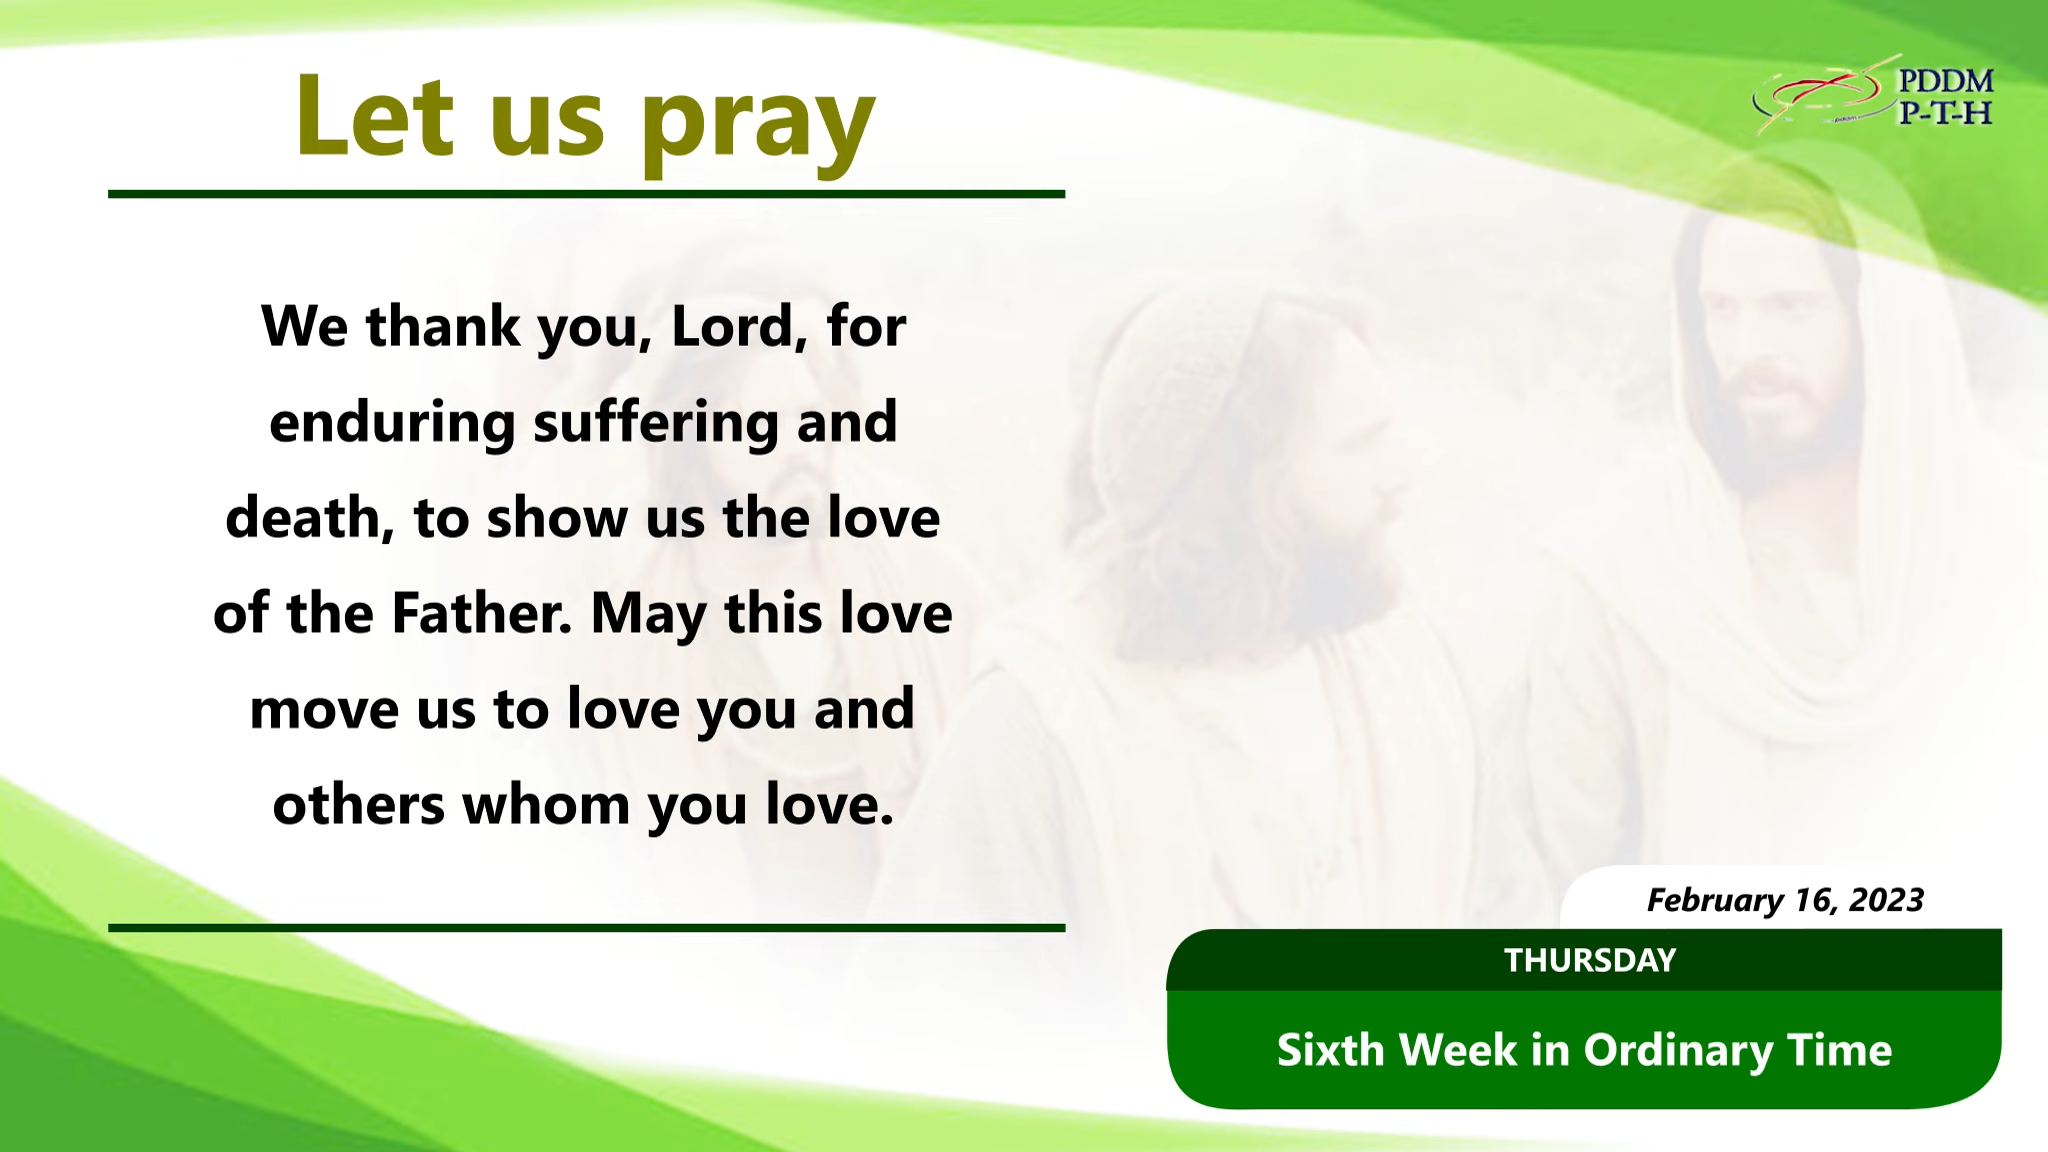 Let us pray
We thank you, Lord, for
enduring suffering and
death, to show us the love
of the Father. May this love
move us to love you and
others whom you love.
PDDM
P-T-H
February 16, 2023
THURSDAY
Sixth Week in Ordinary Time